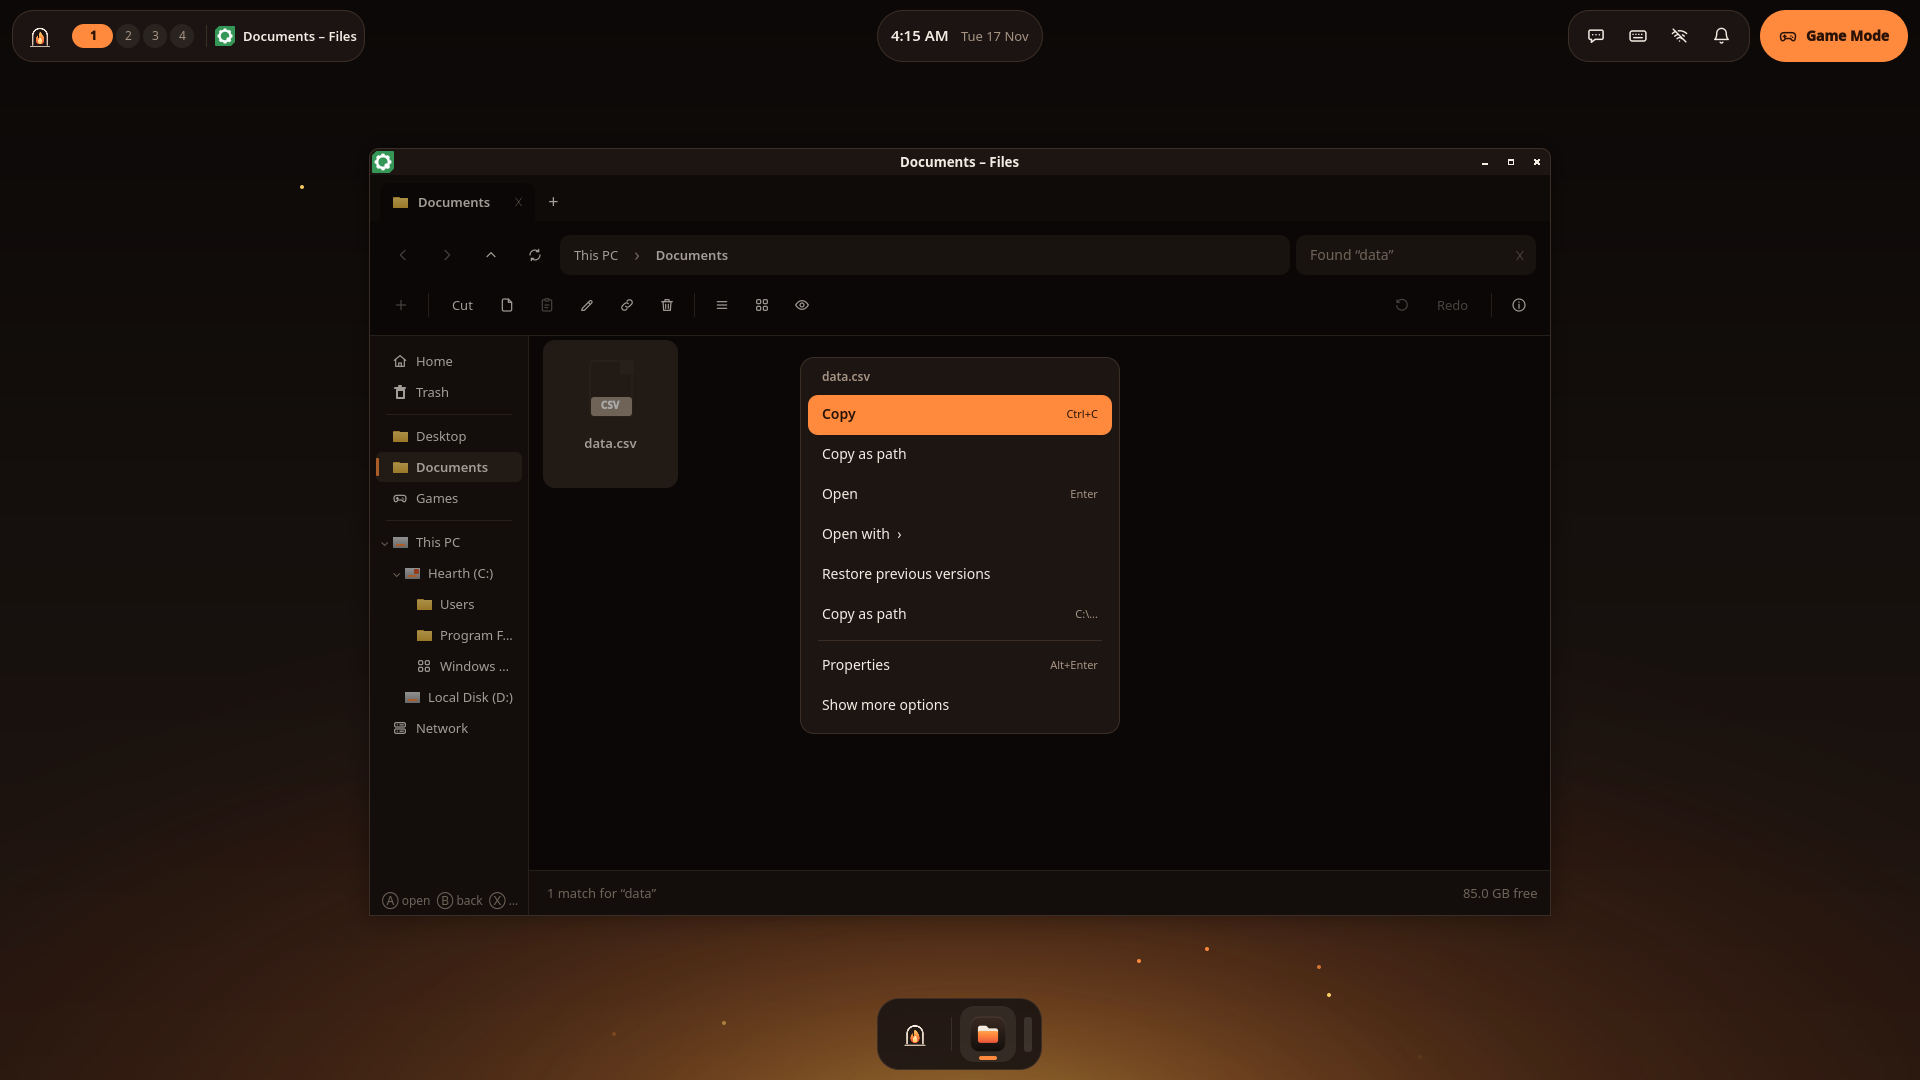 1 2 3 4 Documents – Files
4:15 AM Tue 17 Nov
Game Mode
Documents – Files
Documents X +
This PC › Documents
Found “data” X
Cut
Redo
Home
Trash
Desktop
Documents
Games
This PC
Hearth (C:)
Users
Program F...
Windows ...
Local Disk (D:)
Network
A open B back X ...
CSV
data.csv
data.csv
Copy Ctrl+C
Copy as path
Open Enter
Open with ›
Restore previous versions
Copy as path C:\...
Properties Alt+Enter
Show more options
1 match for “data”
85.0 GB free